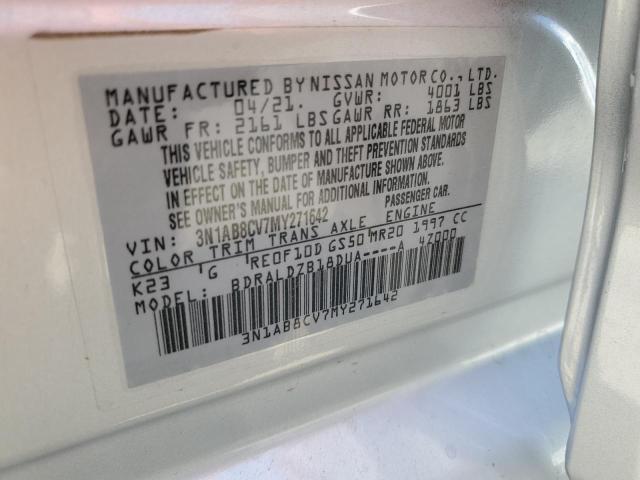 MANUFACTURED BY NISSAN MOTOR CO., LTD.
DATE: 04/21. GVWR: 4001 LBS
GAWR FR: 2161 LBS GAWR RR: 1863 LBS
THIS VEHICLE CONFORMS TO ALL APPLICABLE FEDERAL MOTOR
VEHICLE SAFETY, BUMPER AND THEFT PREVENTION STANDARDS
IN EFFECT ON THE DATE OF MANUFACTURE SHOWN ABOVE.
SEE OWNER'S MANUAL FOR ADDITIONAL INFORMATION.
VIN: 3N1AB8CV7MY271642 PASSENGER CAR.
COLOR TRIM TRANS AXLE ENGINE
K23 G RE0F10D GS50 MR20 1997 CC
MODEL: BDRALDZB18DUA----A 47000
3N1AB8CV7MY271642